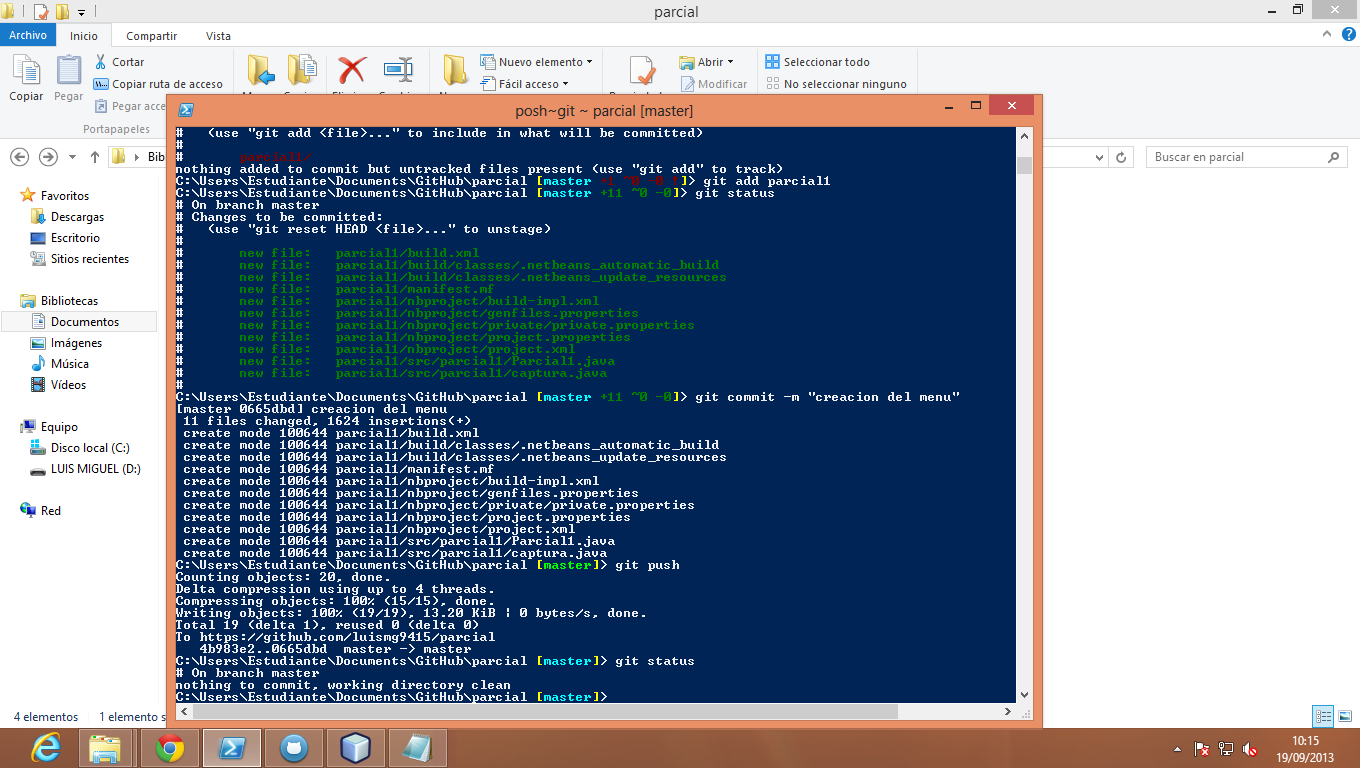 parcial
Archivo Inicio Compartir Vista
Copiar
Pegar
Cortar
Copiar ruta de acceso
Pegar acce
Portapapeles
Nuevo elemento
Fácil acceso
Abrir
Modificar
Seleccionar todo
No seleccionar ninguno
Bib
Buscar en parcial
Favoritos
Descargas
Escritorio
Sitios recientes
Bibliotecas
Documentos
Imágenes
Música
Vídeos
Equipo
Disco local (C:)
LUIS MIGUEL (D:)
Red
4 elementos 1 elemento s
posh~git ~ parcial [master]
#   (use "git add <file>..." to include in what will be committed)
#
#       parcial1/
nothing added to commit but untracked files present (use "git add" to track)
C:\Users\Estudiante\Documents\GitHub\parcial [master +1 ~0 -0 !]> git add parcial1
C:\Users\Estudiante\Documents\GitHub\parcial [master +11 ~0 -0]> git status
# On branch master
# Changes to be committed:
#   (use "git reset HEAD <file>..." to unstage)
#
#       new file:   parcial1/build.xml
#       new file:   parcial1/build/classes/.netbeans_automatic_build
#       new file:   parcial1/build/classes/.netbeans_update_resources
#       new file:   parcial1/manifest.mf
#       new file:   parcial1/nbproject/build-impl.xml
#       new file:   parcial1/nbproject/genfiles.properties
#       new file:   parcial1/nbproject/private/private.properties
#       new file:   parcial1/nbproject/project.properties
#       new file:   parcial1/nbproject/project.xml
#       new file:   parcial1/src/parcial1/Parcial1.java
#       new file:   parcial1/src/parcial1/captura.java
#
C:\Users\Estudiante\Documents\GitHub\parcial [master +11 ~0 -0]> git commit -m "creacion del menu"
[master 0665dbd] creacion del menu
 11 files changed, 1624 insertions(+)
 create mode 100644 parcial1/build.xml
 create mode 100644 parcial1/build/classes/.netbeans_automatic_build
 create mode 100644 parcial1/build/classes/.netbeans_update_resources
 create mode 100644 parcial1/manifest.mf
 create mode 100644 parcial1/nbproject/build-impl.xml
 create mode 100644 parcial1/nbproject/genfiles.properties
 create mode 100644 parcial1/nbproject/private/private.properties
 create mode 100644 parcial1/nbproject/project.properties
 create mode 100644 parcial1/nbproject/project.xml
 create mode 100644 parcial1/src/parcial1/Parcial1.java
 create mode 100644 parcial1/src/parcial1/captura.java
C:\Users\Estudiante\Documents\GitHub\parcial [master]> git push
Counting objects: 20, done.
Delta compression using up to 4 threads.
Compressing objects: 100% (15/15), done.
Writing objects: 100% (19/19), 13.20 KiB | 0 bytes/s, done.
Total 19 (delta 1), reused 0 (delta 0)
To https://github.com/luismg9415/parcial
   4b983e2..0665dbd  master -> master
C:\Users\Estudiante\Documents\GitHub\parcial [master]> git status
# On branch master
nothing to commit, working directory clean
C:\Users\Estudiante\Documents\GitHub\parcial [master]>
10:15
19/09/2013